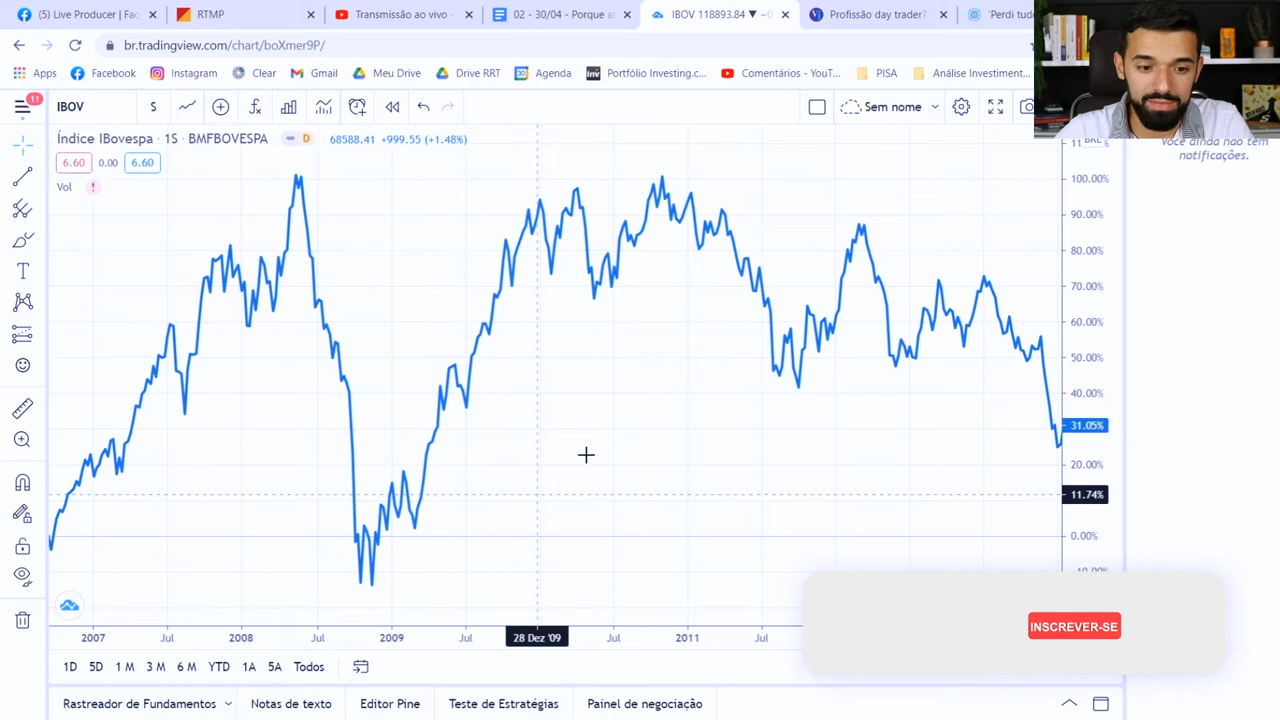 [Live Producer | Fac
RTMP
Transmissão ao vivo -
02 - 30/04 - Porque a
IBOV 118893.84 ▼ −
Profissão day trader?
'Perdi tud
br.tradingview.com/chart/boXmer9P/
Apps
Facebook
Instagram
Clear
Gmail
Meu Drive
Drive RRT
Agenda
Portfólio Investing.c...
Comentários - YouT...
PISA
Análise Investiment...
11
IBOV
S
Sem nome
Índice IBovespa · 1S · BMFBOVESPA
D
68588.41 +999.55 (+1.48%)
6.60 0.00 6.60
Vol !
BRL
Você ainda não tem
notificações.
100.00%
90.00%
80.00%
70.00%
60.00%
50.00%
40.00%
31.05%
20.00%
11.74%
0.00%
2007
Jul
2008
Jul
2009
Jul
28 Dez '09
Jul
2011
Jul
INSCREVER-SE
1D 5D 1 M 3 M 6 M YTD 1A 5A Todos
Rastreador de Fundamentos
Notas de texto
Editor Pine
Teste de Estratégias
Painel de negociação